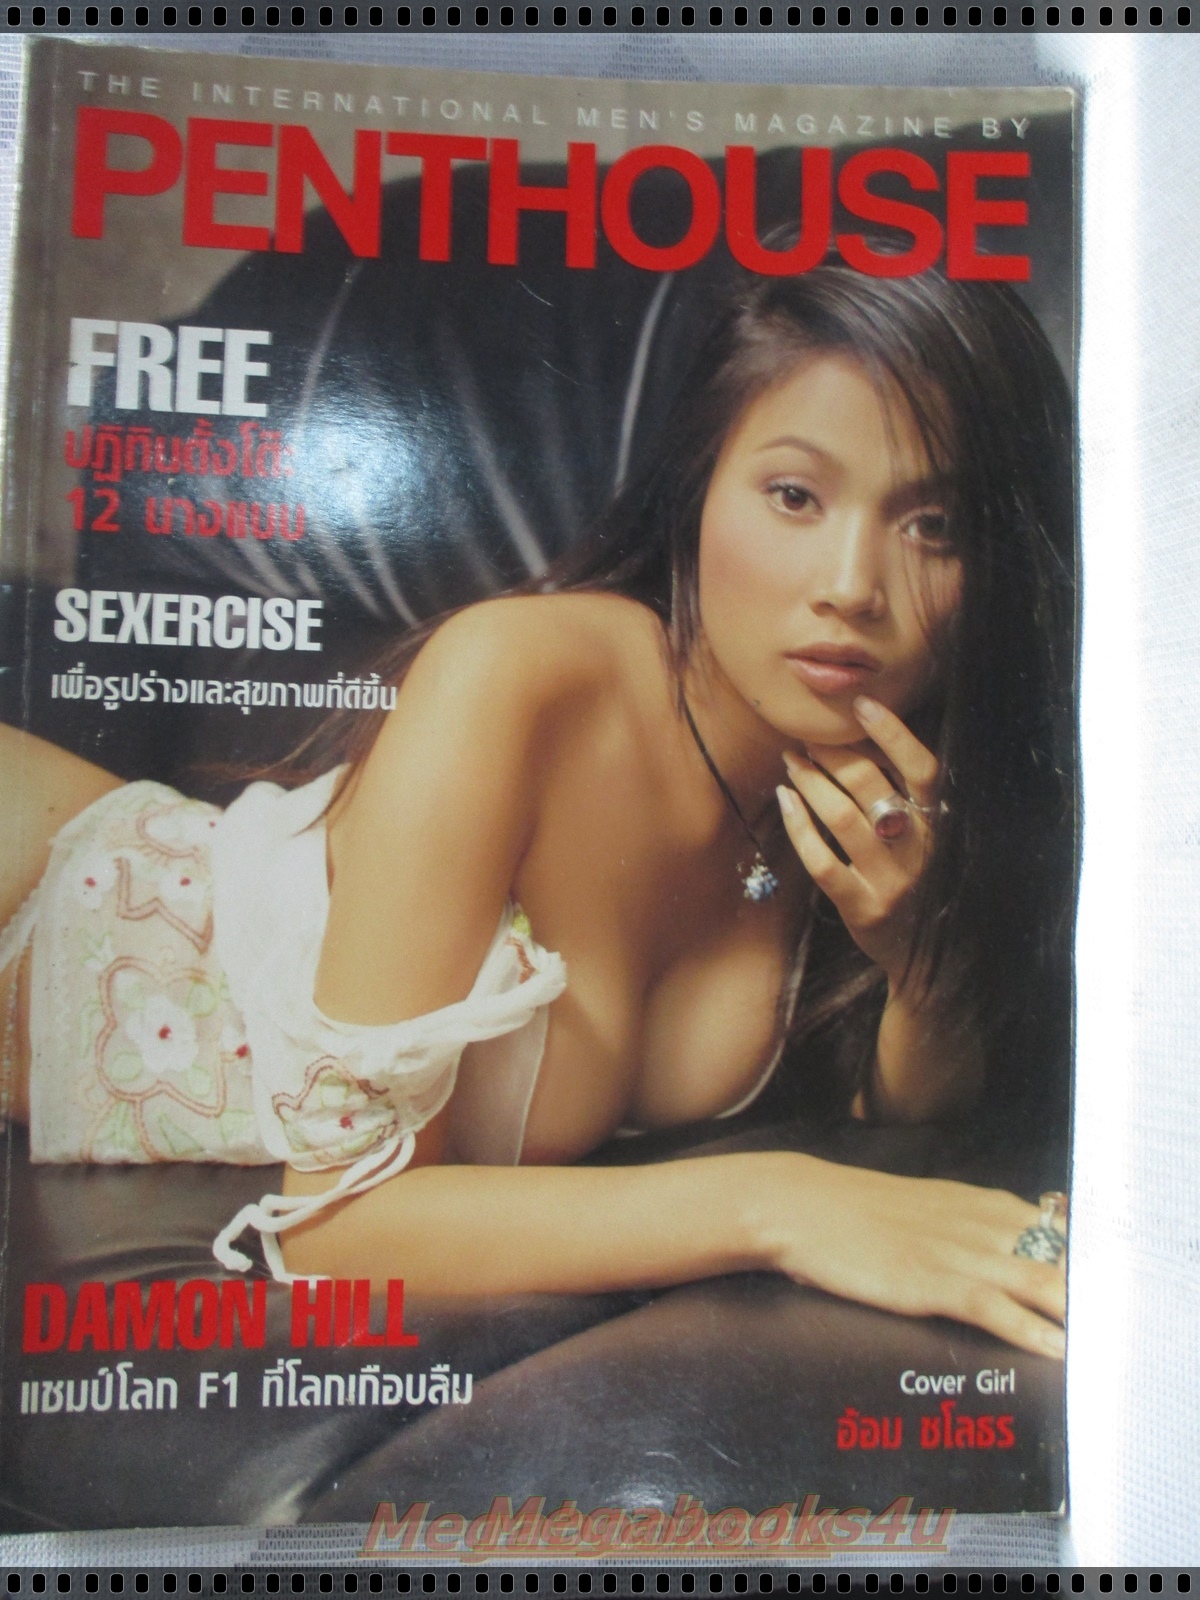 THE INTERNATIONAL MEN'S MAGAZINE BY
PENTHOUSE
FREE
ปฏิทินตั้งโต๊ะ
12 นางแบบ
SEXERCISE
เพื่อรูปร่างและสุขภาพที่ดีขึ้น
DAMON HILL
แชมป์โลก F1 ที่โลกเกือบลืม
Cover Girl
อ้อม ชโลธร
Megabooks4u